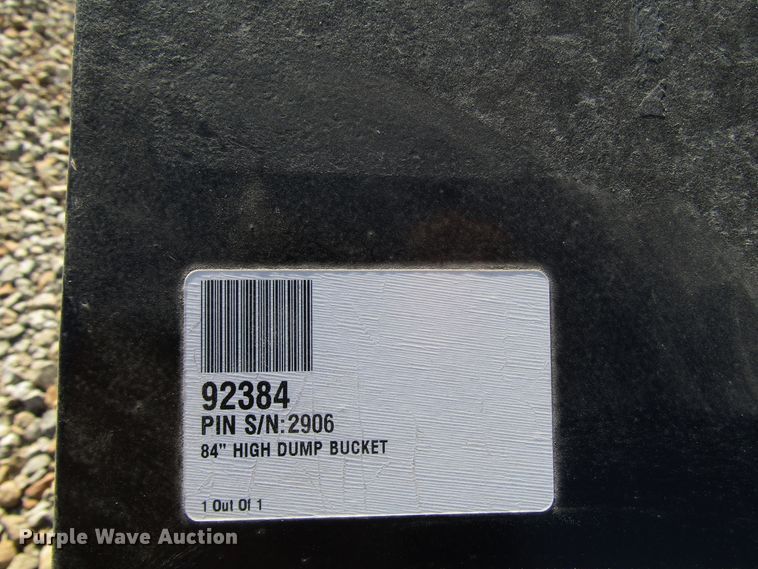 92384
PIN S/N:2906
84" HIGH DUMP BUCKET
1 Out Of 1
Purple Wave Auction